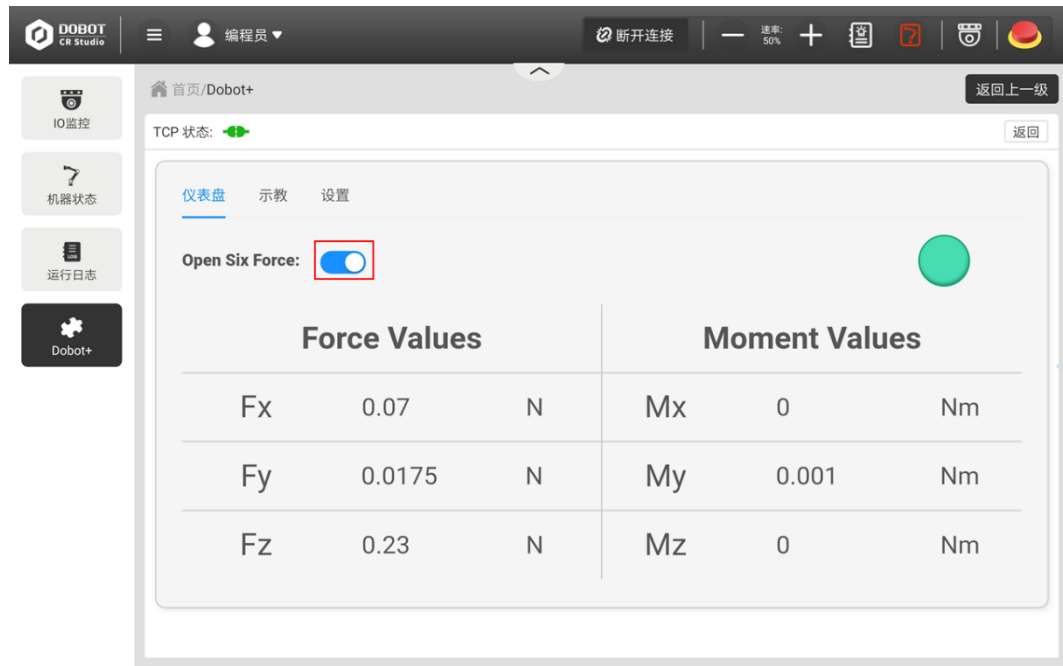 DOBOT
CR Studio
编程员
断开连接
速率:
50%
IO监控
机器状态
LOG
运行日志
Dobot+
首页/Dobot+
返回上一级
TCP 状态:
返回
仪表盘 示教 设置
Open Six Force:
Force Values Moment Values
Fx 0.07 N Mx 0 Nm
Fy 0.0175 N My 0.001 Nm
Fz 0.23 N Mz 0 Nm